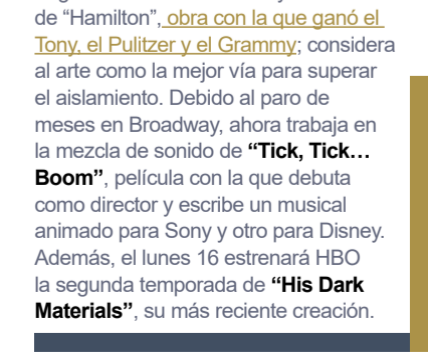 de “Hamilton”, obra con la que ganó el
Tony, el Pulitzer y el Grammy; considera
al arte como la mejor vía para superar
el aislamiento. Debido al paro de
meses en Broadway, ahora trabaja en
la mezcla de sonido de “Tick, Tick…
Boom”, película con la que debuta
como director y escribe un musical
animado para Sony y otro para Disney.
Además, el lunes 16 estrenará HBO
la segunda temporada de “His Dark
Materials”, su más reciente creación.